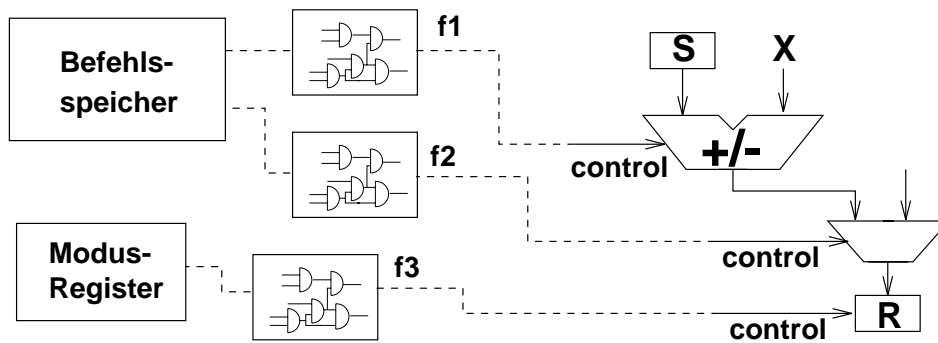 Befehls-
speicher
f1
S X
+/-
control
f2
control
Modus-
Register
f3
control
R